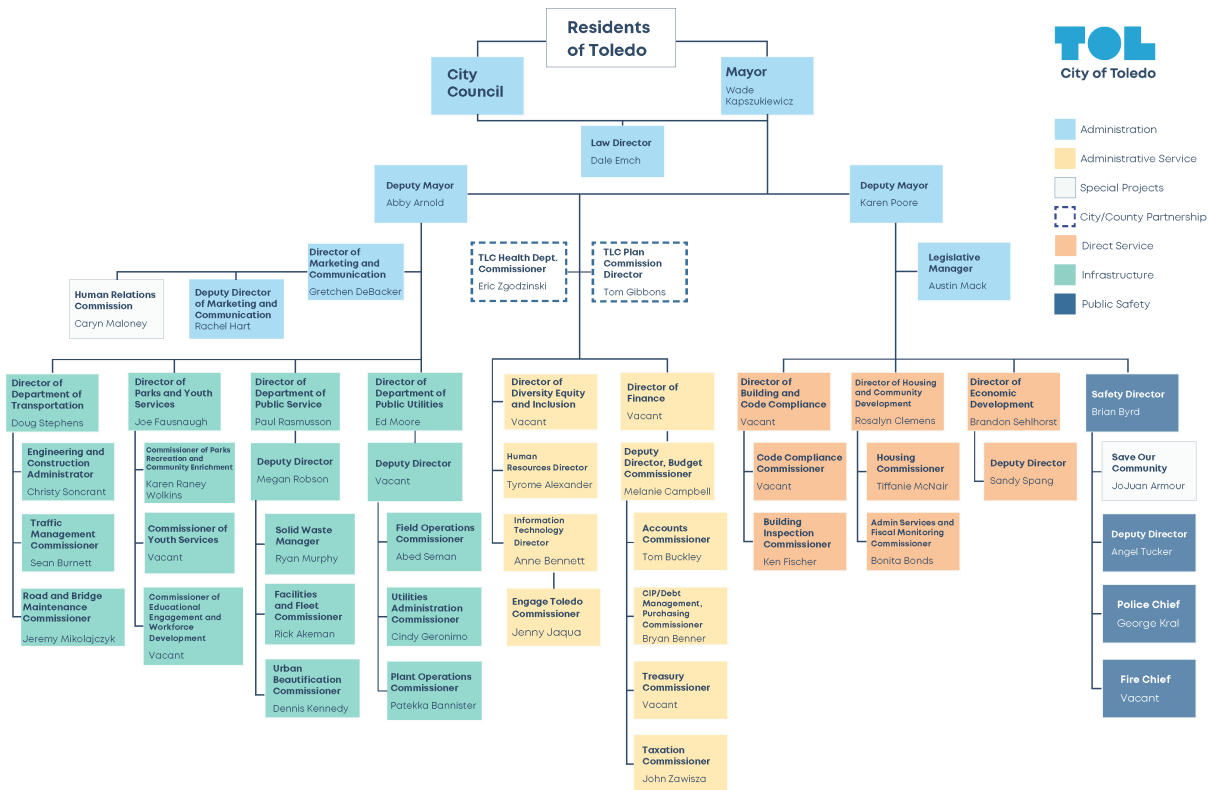 Residents
of Toledo
City
Council
Mayor
Wade
Kapszukiewicz
TOL
City of Toledo
Administration
Administrative Service
Special Projects
City/County Partnership
Direct Service
Infrastructure
Public Safety
Law Director
Dale Emch
Deputy Mayor
Abby Arnold
Deputy Mayor
Karen Poore
Director of
Marketing and
Communication
Gretchen DeBacker
Human Relations
Commission
Caryn Maloney
Deputy Director
of Marketing and
Communication
Rachel Hart
TLC Health Dept.
Commissioner
Eric Zgodzinski
TLC Plan
Commission
Director
Tom Gibbons
Legislative
Manager
Austin Mack
Director of
Department of
Transportation
Doug Stephens
Engineering and
Construction
Administrator
Christy Soncrant
Traffic
Management
Commissioner
Sean Burnett
Road and Bridge
Maintenance
Commissioner
Jeremy Mikolajczyk
Director of
Parks and Youth
Services
Joe Fausnaugh
Commissioner of Parks
Recreation and
Community Enrichment
Karen Raney
Wolkins
Commissioner of
Youth Services
Vacant
Commissioner of
Educational
Engagement and
Workforce
Development
Vacant
Director of
Department of
Public Service
Paul Rasmusson
Deputy Director
Megan Robson
Solid Waste
Manager
Ryan Murphy
Facilities
and Fleet
Commissioner
Rick Akeman
Urban
Beautification
Commissioner
Dennis Kennedy
Director of
Department of
Public Utilities
Ed Moore
Deputy Director
Vacant
Field Operations
Commissioner
Abed Seman
Utilities
Administration
Commissioner
Cindy Geronimo
Plant Operations
Commissioner
Patekka Bannister
Director of
Diversity Equity
and Inclusion
Vacant
Human
Resources Director
Tyrome Alexander
Information
Technology
Director
Anne Bennett
Engage Toledo
Commissioner
Jenny Jaqua
Director of
Finance
Vacant
Deputy
Director, Budget
Commissioner
Melanie Campbell
Accounts
Commissioner
Tom Buckley
CIP/Debt
Management,
Purchasing
Commissioner
Bryan Benner
Treasury
Commissioner
Vacant
Taxation
Commissioner
John Zawisza
Director of
Building and
Code Compliance
Vacant
Code Compliance
Commissioner
Vacant
Building
Inspection
Commissioner
Ken Fischer
Director of Housing
and Community
Development
Rosalyn Clemens
Housing
Commissioner
Tiffanie McNair
Admin Services and
Fiscal Monitoring
Commissioner
Bonita Bonds
Director of
Economic
Development
Brandon Sehlhorst
Deputy Director
Sandy Spang
Safety Director
Brian Byrd
Save Our
Community
JoJuan Armour
Deputy Director
Angel Tucker
Police Chief
George Kral
Fire Chief
Vacant